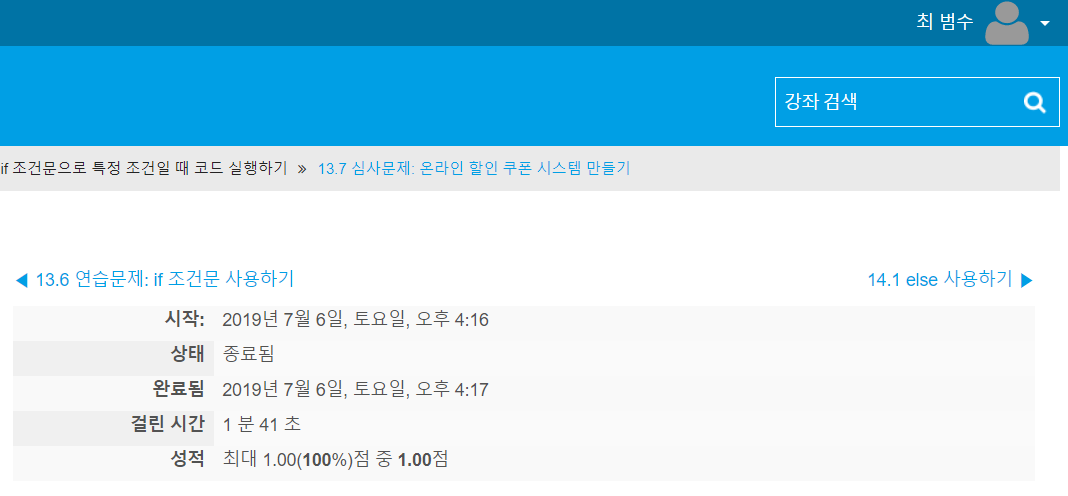 최 범수
강좌 검색
if 조건문으로 특정 조건일 때 코드 실행하기 » 13.7 심사문제: 온라인 할인 쿠폰 시스템 만들기
◀ 13.6 연습문제: if 조건문 사용하기 14.1 else 사용하기 ▶
시작: 2019년 7월 6일, 토요일, 오후 4:16
상태 종료됨
완료됨 2019년 7월 6일, 토요일, 오후 4:17
걸린 시간 1 분 41 초
성적 최대 1.00(100%)점 중 1.00점